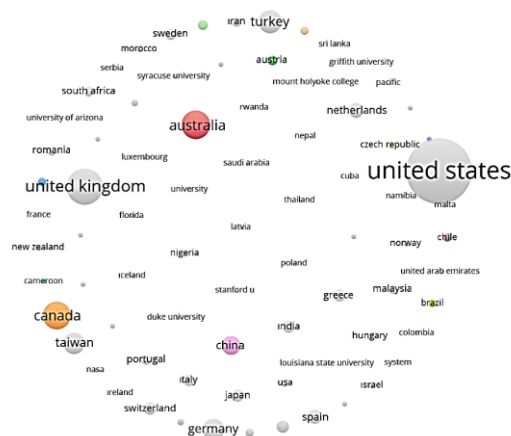 iran
turkey
sweden
sri lanka
morocco
austria
griffith university
serbia
syracuse university
mount holyoke college
pacific
south africa
rwanda
netherlands
university of arizona
australia
nepal
czech republic
romania
luxembourg
saudi arabia
united states
cuba
united kingdom
university
namibia
thailand
malta
france
florida
latvia
chile
norway
new zealand
nigeria
poland
united arab emirates
cameroon
iceland
stanford u
malaysia
greece
brazil
canada
duke university
india
colombia
hungary
taiwan
china
portugal
louisiana state university
system
nasa
italy
usa
israel
ireland
japan
switzerland
spain
germany